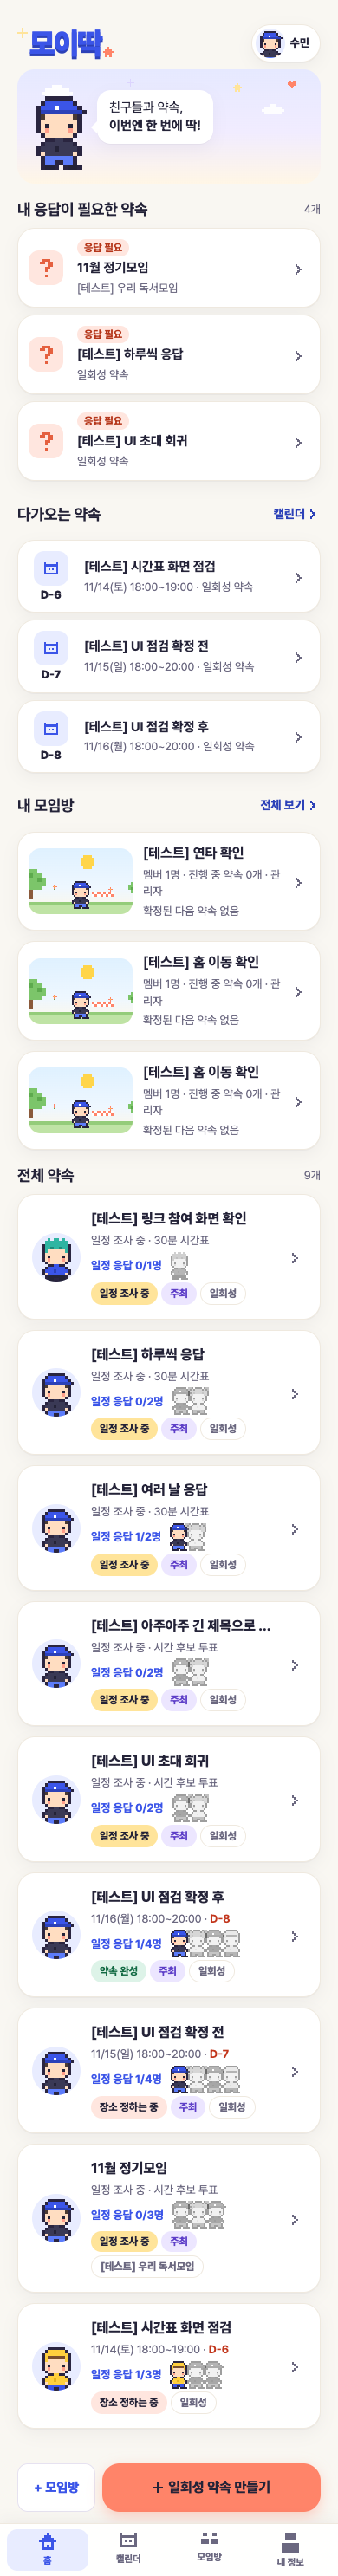 모이딱
수민
친구들과 약속,
이번엔 한 번에 딱!
내 응답이 필요한 약속
4개
응답 필요
11월 정기모임
[테스트] 우리 독서모임
응답 필요
[테스트] 하루씩 응답
일회성 약속
응답 필요
[테스트] UI 초대 회귀
일회성 약속
다가오는 약속
캘린더
[테스트] 시간표 화면 점검
11/14(토) 18:00~19:00 · 일회성 약속
D-6
[테스트] UI 점검 확정 전
11/15(일) 18:00~20:00 · 일회성 약속
D-7
[테스트] UI 점검 확정 후
11/16(월) 18:00~20:00 · 일회성 약속
D-8
내 모임방
전체 보기
[테스트] 연타 확인
멤버 1명 · 진행 중 약속 0개 · 관
리자
확정된 다음 약속 없음
[테스트] 홈 이동 확인
멤버 1명 · 진행 중 약속 0개 · 관
리자
확정된 다음 약속 없음
[테스트] 홈 이동 확인
멤버 1명 · 진행 중 약속 0개 · 관
리자
확정된 다음 약속 없음
전체 약속
9개
[테스트] 링크 참여 화면 확인
일정 조사 중 · 30분 시간표
일정 응답 0/1명
일정 조사 중 주최 일회성
[테스트] 하루씩 응답
일정 조사 중 · 30분 시간표
일정 응답 0/2명
일정 조사 중 주최 일회성
[테스트] 여러 날 응답
일정 조사 중 · 30분 시간표
일정 응답 1/2명
일정 조사 중 주최 일회성
[테스트] 아주아주 긴 제목으로 ...
일정 조사 중 · 시간 후보 투표
일정 응답 0/2명
일정 조사 중 주최 일회성
[테스트] UI 초대 회귀
일정 조사 중 · 시간 후보 투표
일정 응답 0/2명
일정 조사 중 주최 일회성
[테스트] UI 점검 확정 후
11/16(월) 18:00~20:00 · D-8
일정 응답 1/4명
약속 완성 주최 일회성
[테스트] UI 점검 확정 전
11/15(일) 18:00~20:00 · D-7
일정 응답 1/4명
장소 정하는 중 주최 일회성
11월 정기모임
일정 조사 중 · 시간 후보 투표
일정 응답 0/3명
일정 조사 중 주최
[테스트] 우리 독서모임
[테스트] 시간표 화면 점검
11/14(토) 18:00~19:00 · D-6
일정 응답 1/3명
장소 정하는 중 일회성
+ 모임방
+ 일회성 약속 만들기
홈
캘린더
모임방
내 정보